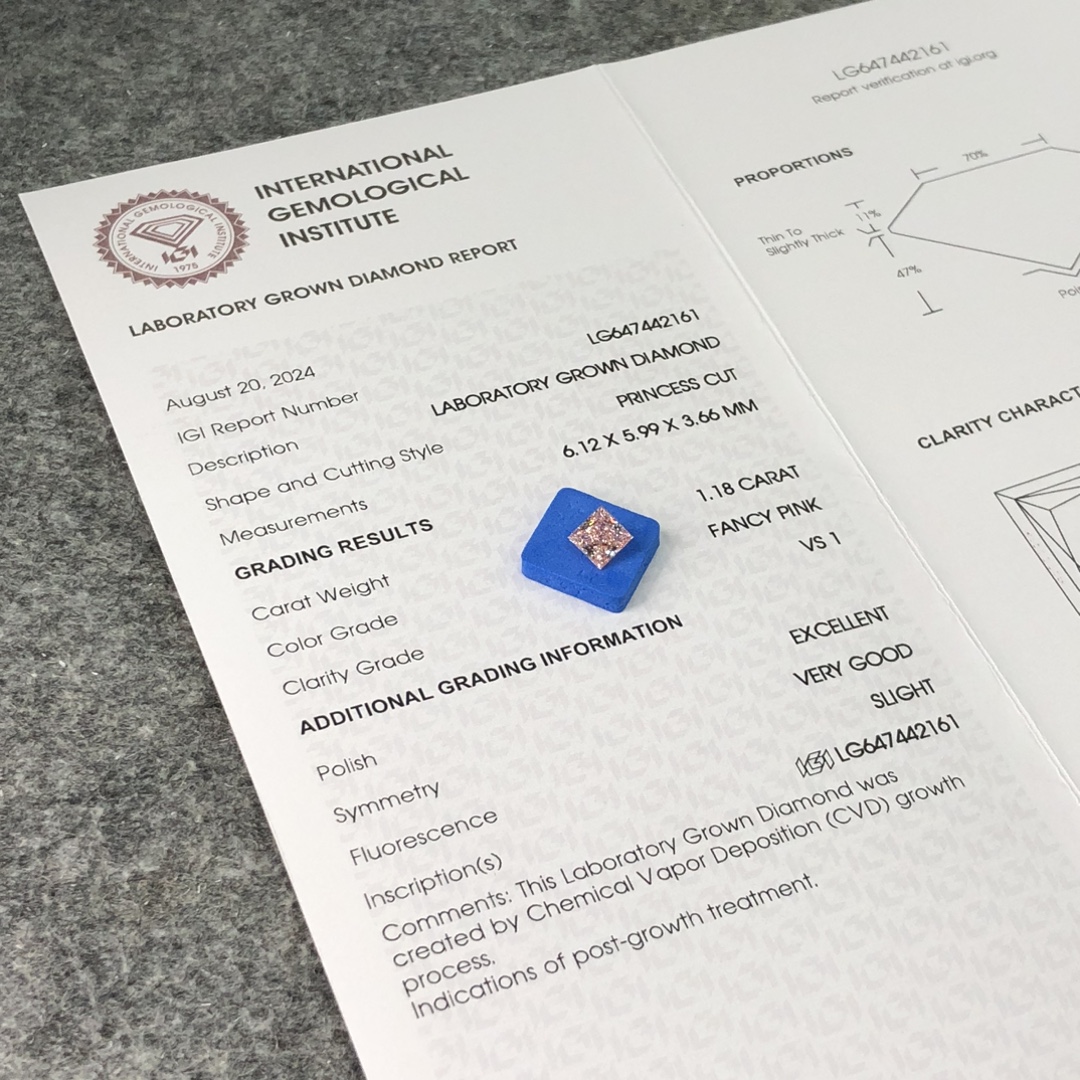 INTERNATIONAL
GEMOLOGICAL
INSTITUTE
INTERNATIONAL GEMOLOGICAL INSTITUTE
IGI
1975
LABORATORY GROWN DIAMOND REPORT
August 20, 2024
IGI Report Number LG647442161
Description LABORATORY GROWN DIAMOND
Shape and Cutting Style PRINCESS CUT
Measurements 6.12 X 5.99 X 3.66 MM
GRADING RESULTS
Carat Weight 1.18 CARAT
Color Grade FANCY PINK
Clarity Grade VS 1
ADDITIONAL GRADING INFORMATION
Polish EXCELLENT
Symmetry VERY GOOD
Fluorescence SLIGHT
Inscription(s) IGI LG647442161
Comments: This Laboratory Grown Diamond was
created by Chemical Vapor Deposition (CVD) growth
process.
Indications of post-growth treatment.
LG647442161
Report verification at igi.org
PROPORTIONS
70%
11%
Thin To
Slightly Thick
47%
Poi
CLARITY CHARACT